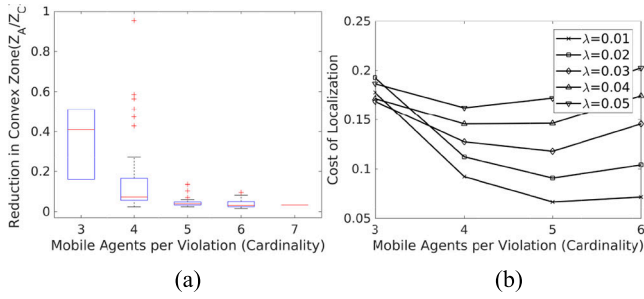 Reduction in Convex Zone(Z_A/Z_C
1
0.8
0.6
0.4
0.2
0
3 4 5 6 7
Mobile Agents per Violation (Cardinality)
(a)
Cost of Localization
0.25
0.2
0.15
0.1
0.05
λ=0.01
λ=0.02
λ=0.03
λ=0.04
λ=0.05
3 4 5 6
Mobile Agents per Violation (Cardinality)
(b)